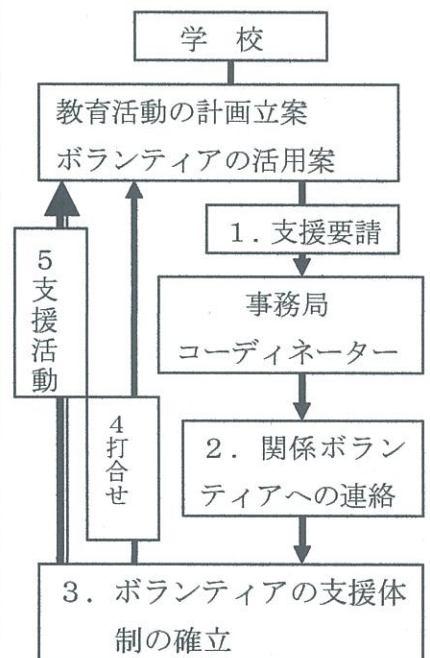 学 校
教育活動の計画立案
ボランティアの活用案
1．支援要請
事務局
コーディネーター
2．関係ボラン
ティアへの連絡
3．ボランティアの支援体
制の確立
4打合せ
5支援活動